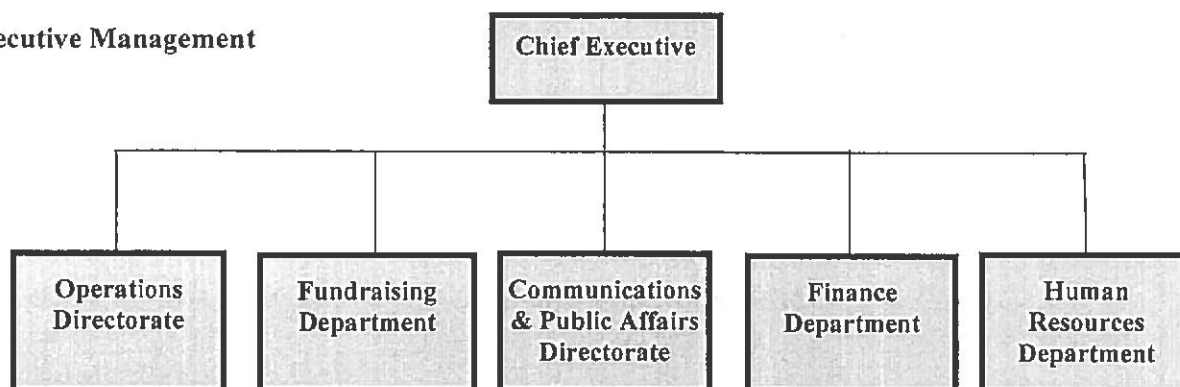 ecutive Management
Chief Executive
Operations
Directorate
Fundraising
Department
Communications
& Public Affairs
Directorate
Finance
Department
Human
Resources
Department